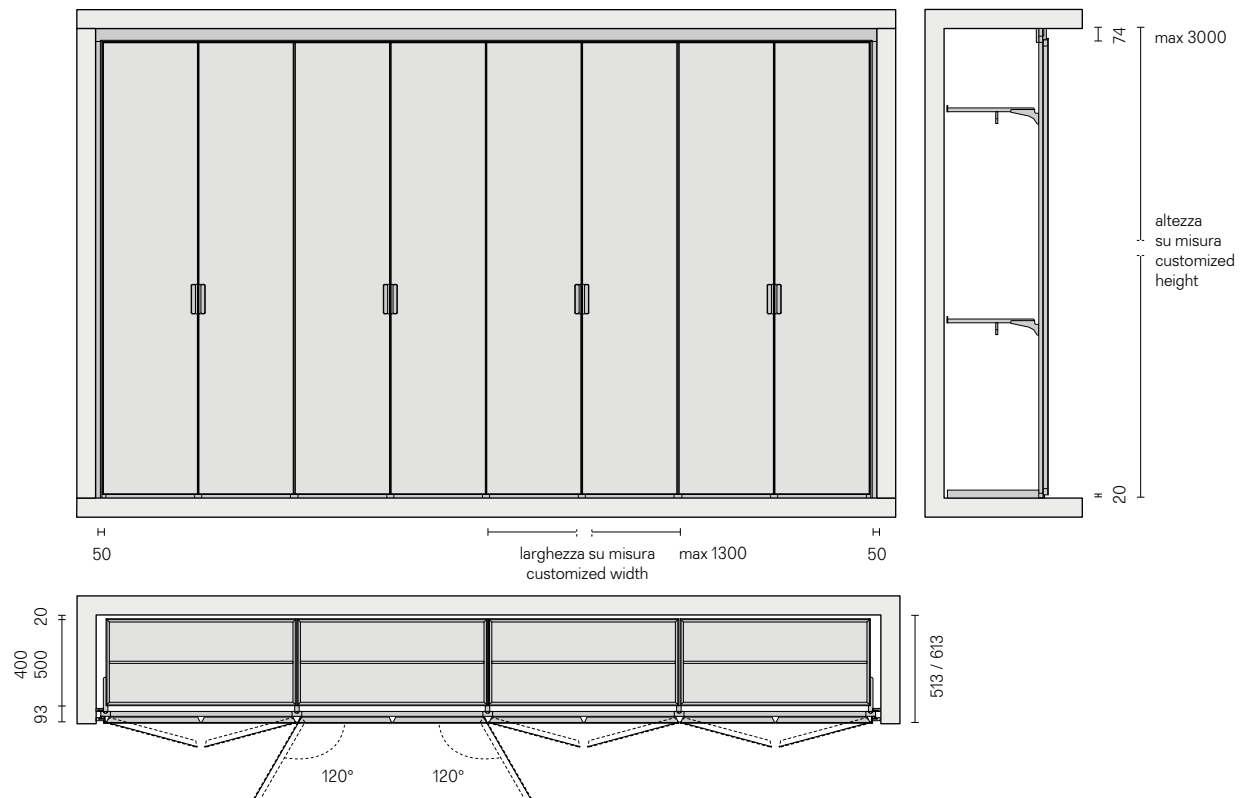 74
max 3000
altezza
su misura
customized
height
20
50
larghezza su misura max 1300
customized width
50
20
400
500
93
513 / 613
120°
120°